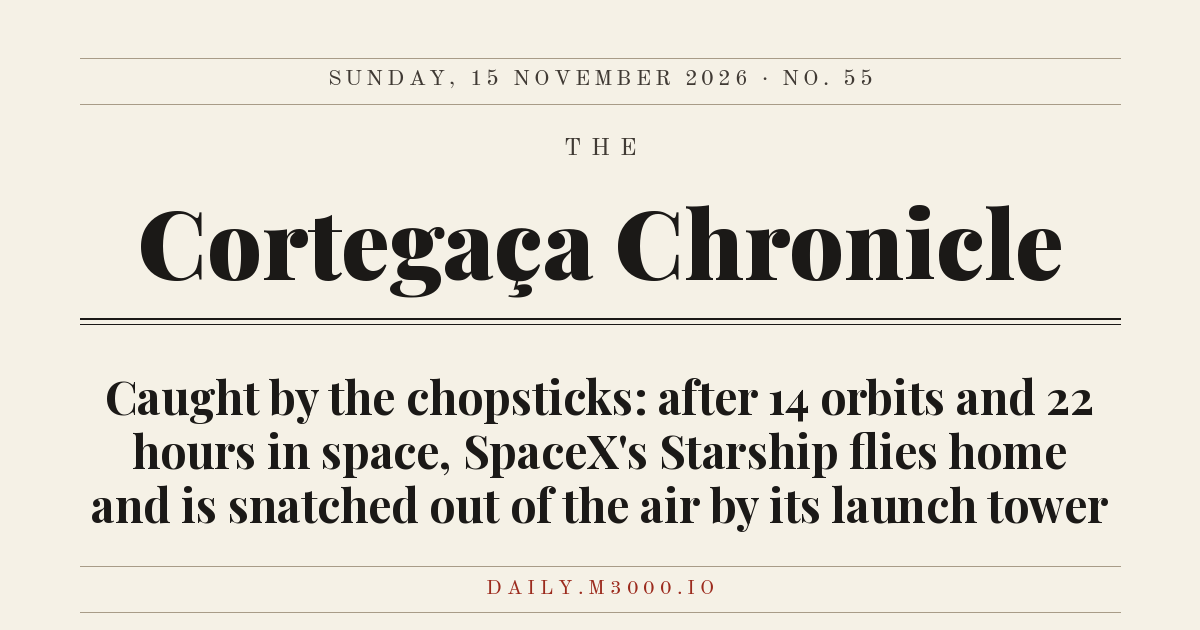 SUNDAY, 15 NOVEMBER 2026 · NO. 55
THE
Cortegaça Chronicle
Caught by the chopsticks: after 14 orbits and 22
hours in space, SpaceX's Starship flies home
and is snatched out of the air by its launch tower
DAILY.M3000.IO